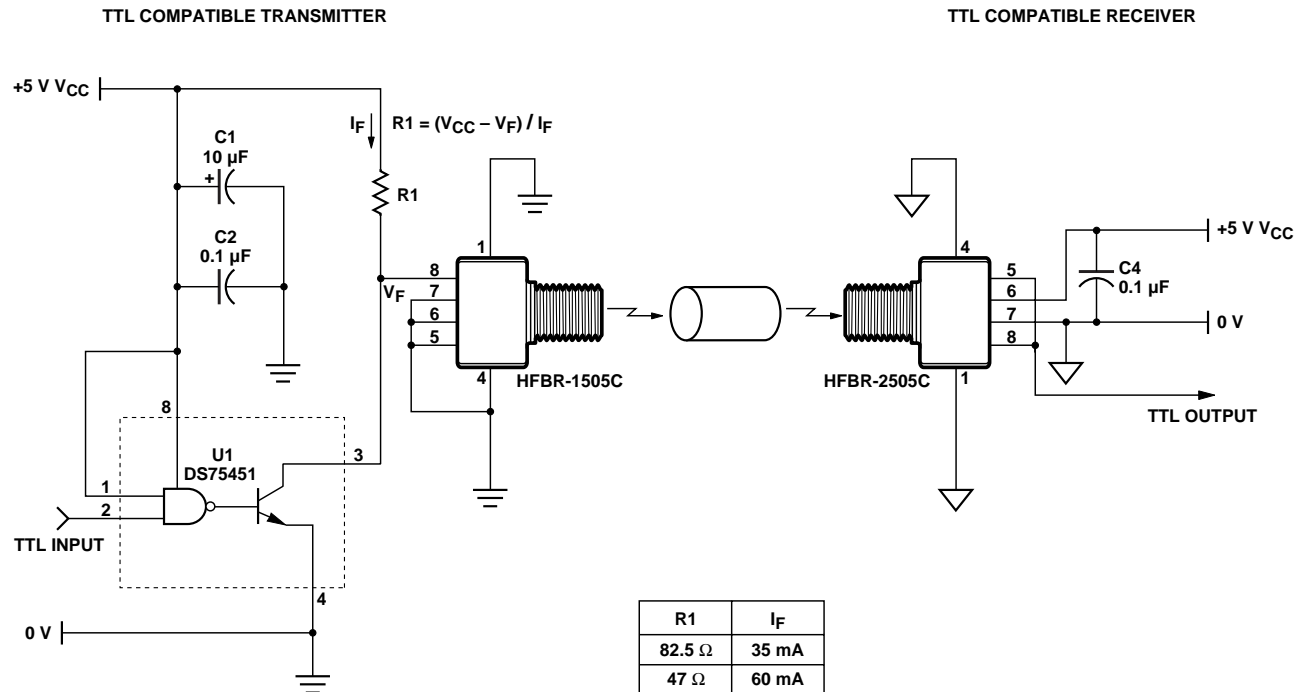 TTL COMPATIBLE TRANSMITTER
TTL COMPATIBLE RECEIVER
+5 V VCC
IF
R1 = (VCC – VF) / IF
C1
10 µF
+
R1
C2
0.1 µF
1
8
VF
7
6
5
4
HFBR-1505C
4
5
6
7
8
1
HFBR-2505C
+5 V VCC
C4
0.1 µF
0 V
TTL OUTPUT
8
U1
DS75451
3
1
2
TTL INPUT
4
0 V
R1 IF
82.5 Ω 35 mA
47 Ω 60 mA